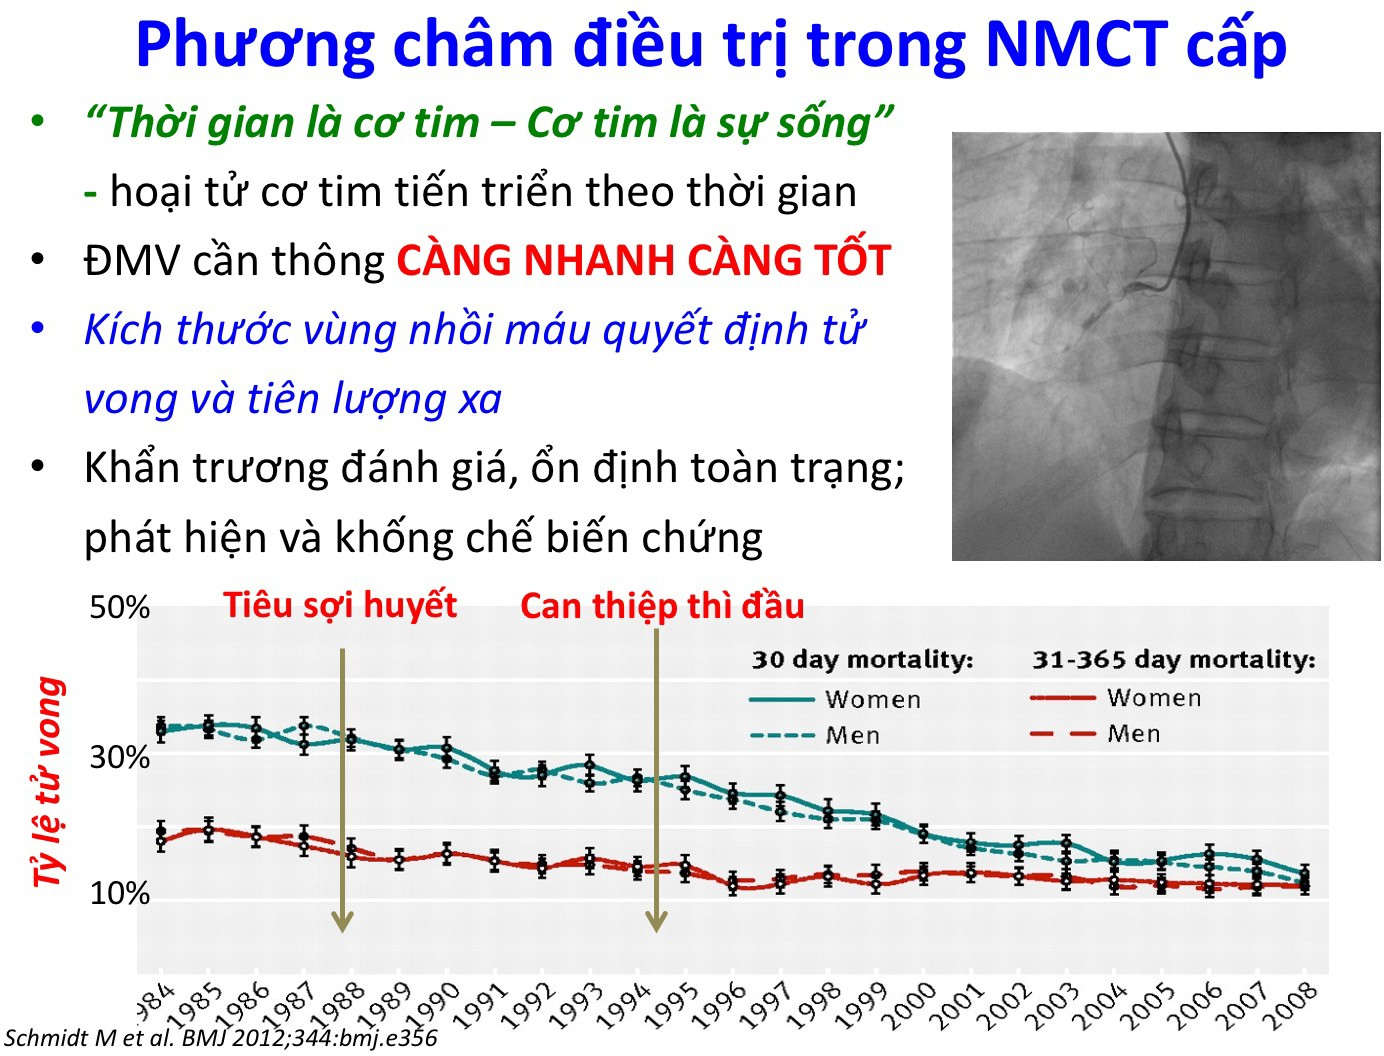 Phương châm điều trị trong NMCT cấp
• “Thời gian là cơ tim – Cơ tim là sự sống”
- hoại tử cơ tim tiến triển theo thời gian
• ĐMV cần thông CÀNG NHANH CÀNG TỐT
• Kích thước vùng nhồi máu quyết định tử
vong và tiên lượng xa
• Khẩn trương đánh giá, ổn định toàn trạng;
phát hiện và khống chế biến chứng
Tiêu sợi huyết
Can thiệp thì đầu
50%
30%
10%
Tỷ lệ tử vong
30 day mortality:
Women
Men
31-365 day mortality:
Women
Men
984 1985 1986 1987 1988 1989 1990 1991 1992 1993 1994 1995 1996 1997 1998 1999 2000 2001 2002 2003 2004 2005 2006 2007 2008
Schmidt M et al. BMJ 2012;344:bmj.e356